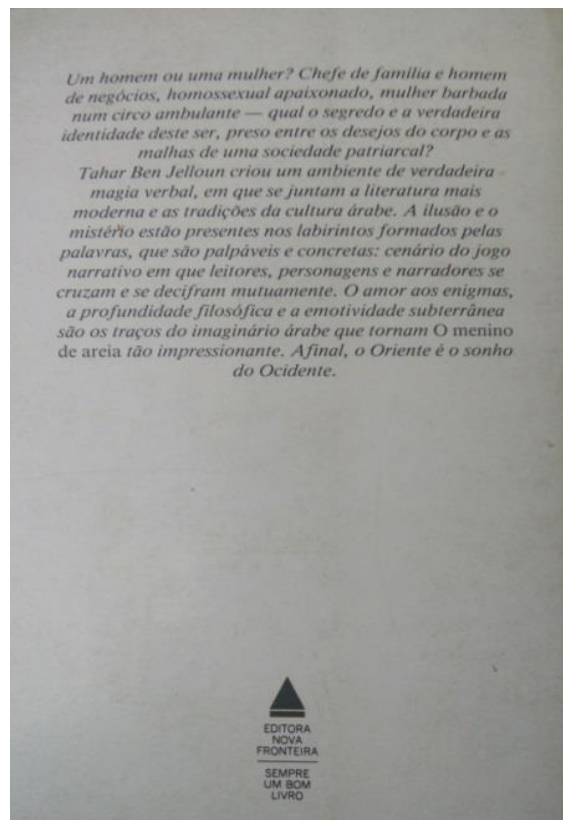 Um homem ou uma mulher? Chefe de família e homem
de negócios, homossexual apaixonado, mulher barbada
num circo ambulante — qual o segredo e a verdadeira
identidade deste ser, preso entre os desejos do corpo e as
malhas de uma sociedade patriarcal?
Tahar Ben Jelloun criou um ambiente de verdadeira
magia verbal, em que se juntam a literatura mais
moderna e as tradições da cultura árabe. A ilusão e o
mistério estão presentes nos labirintos formados pelas
palavras, que são palpáveis e concretas: cenário do jogo
narrativo em que leitores, personagens e narradores se
cruzam e se decifram mutuamente. O amor aos enigmas,
a profundidade filosófica e a emotividade subterrânea
são os traços do imaginário árabe que tornam O menino
de areia tão impressionante. Afinal, o Oriente é o sonho
do Ocidente.
EDITORA
NOVA
FRONTEIRA
SEMPRE
UM BOM
LIVRO